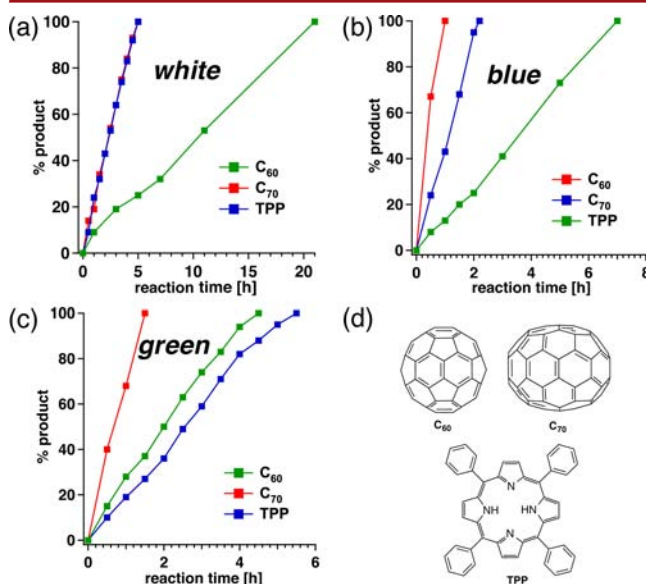 (a)
white
% product
100
80
60
40
20
0
C60
C70
TPP
0
5
10
15
20
reaction time [h]
(b)
blue
% product
100
80
60
40
20
0
C60
C70
TPP
0
2
4
6
8
reaction time [h]
(c)
green
% product
100
80
60
40
20
0
C60
C70
TPP
0
2
4
6
reaction time [h]
(d)
C60
C70
N
NH
HN
N
TPP